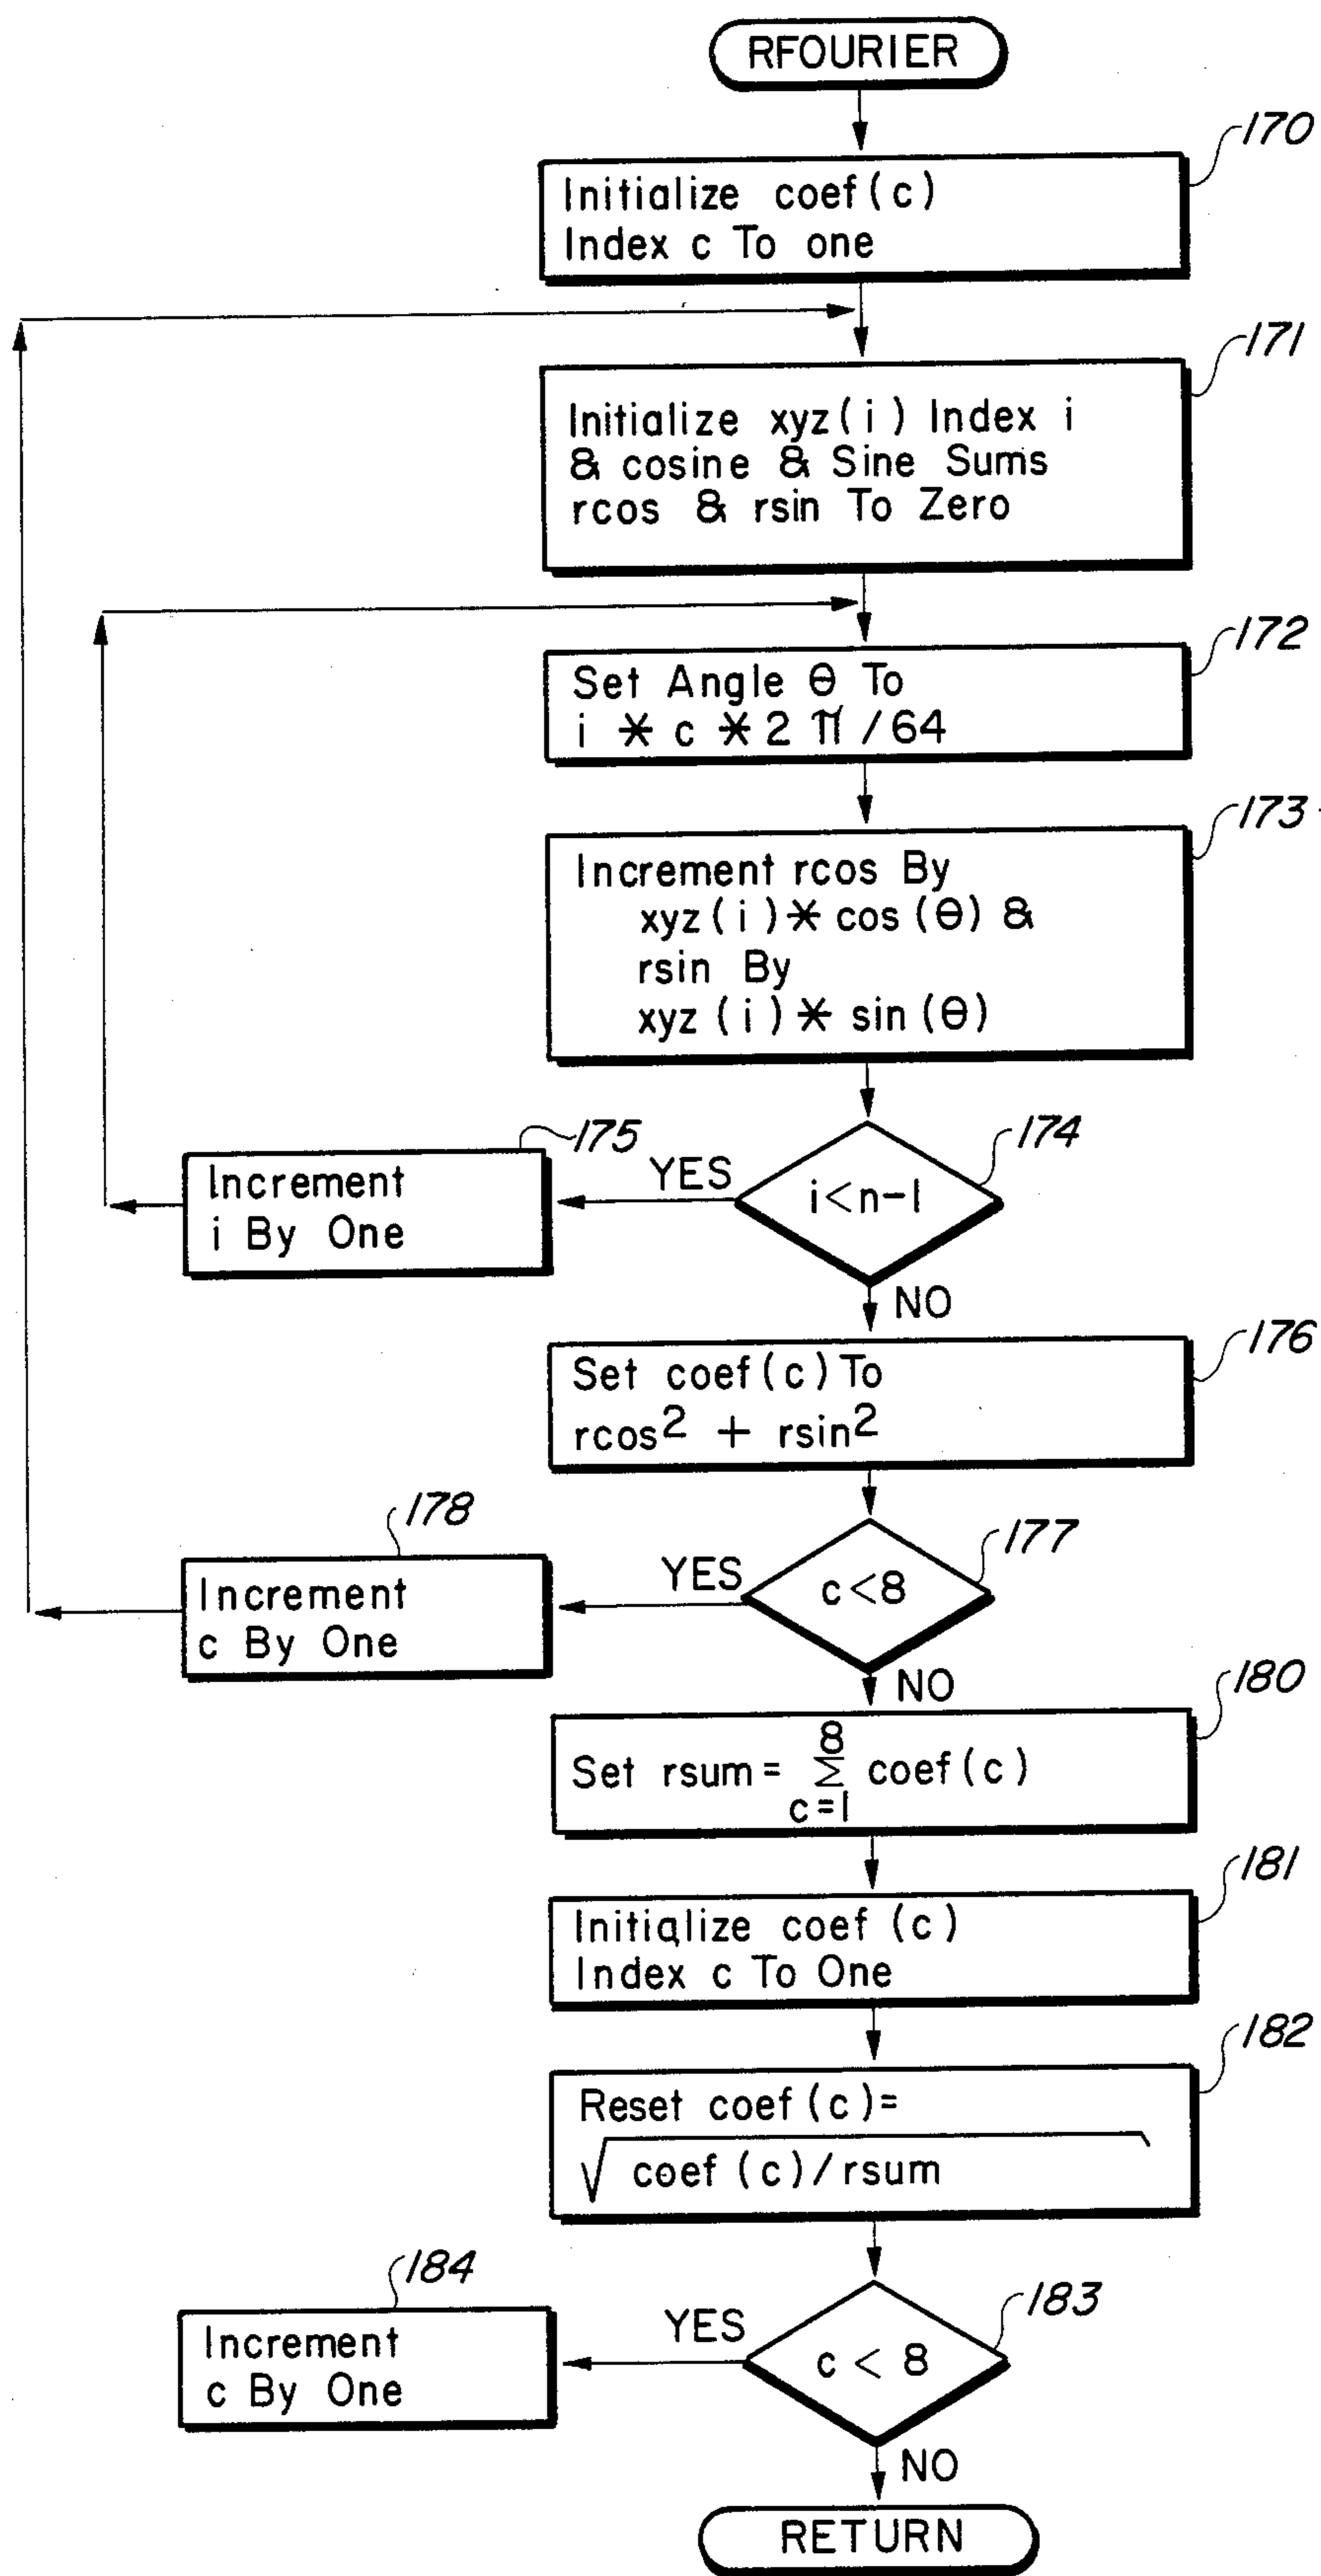 RFOURIER
170
Initialize coef(c)
Index c To one
171
Initialize xyz(i) Index i
& cosine & Sine Sums
rcos & rsin To Zero
172
Set Angle θ To
i * c * 2 π / 64
173
Increment rcos By
xyz(i) * cos(θ) &
rsin By
xyz(i) * sin(θ)
174
i<n-1
YES
175
Increment
i By One
NO
176
Set coef(c) To
rcos² + rsin²
177
c<8
YES
178
Increment
c By One
NO
180
8
Set rsum = Σ coef(c)
c=1
181
Initialize coef (c)
Index c To One
182
Reset coef (c)=
√ coef (c)/rsum
183
c < 8
YES
184
Increment
c By One
NO
RETURN